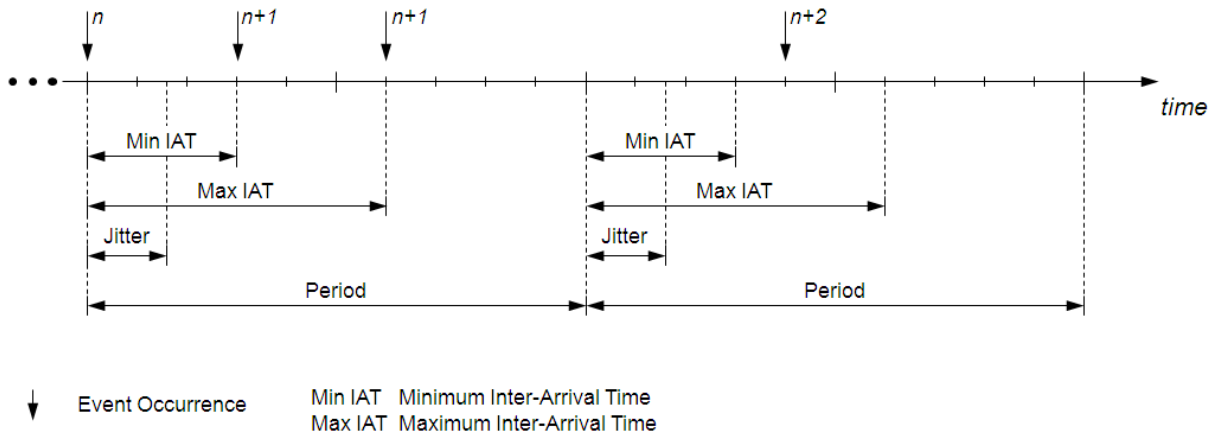 n n+1 n+1 n+2
time
Min IAT Min IAT
Max IAT Max IAT
Jitter Jitter
Period Period
Event Occurrence Min IAT Minimum Inter-Arrival Time
Max IAT Maximum Inter-Arrival Time